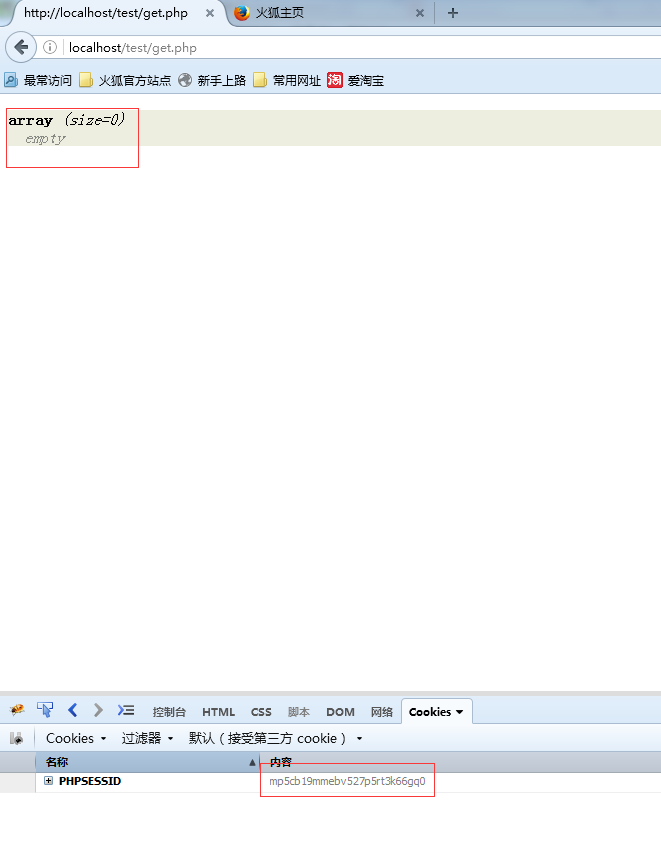 http://localhost/test/get.php 火狐主页
localhost/test/get.php
最常访问 火狐官方站点 新手上路 常用网址 淘 爱淘宝
array (size=0)
empty
控制台 HTML CSS 脚本 DOM 网络 Cookies
Cookies 过滤器 默认（接受第三方 cookie）
名称 内容
PHPSESSID mp5cb19mmebv527p5rt3k66gq0